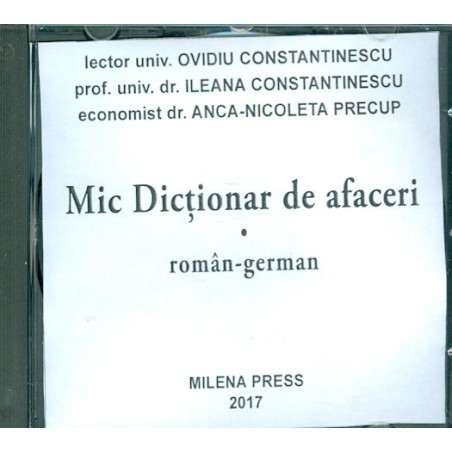 lector univ. OVIDIU CONSTANTINESCU
prof. univ. dr. ILEANA CONSTANTINESCU
economist dr. ANCA-NICOLETA PRECUP
Mic Dicționar de afaceri
•
român-german
MILENA PRESS
2017